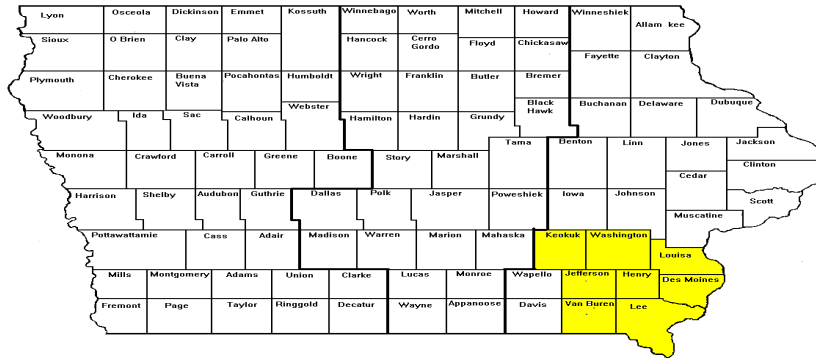 Lyon Osceola Dickinson Emmet Kossuth Winnebago Worth Mitchell Howard Winneshiek Allam kee
Sioux O Brien Clay Palo Alto Hancock Cerro Gordo Floyd Chickasaw
Fayette Clayton
Plymouth Cherokee Buena Vista Pocahontas Humboldt Wright Franklin Butler Bremer
Woodbury Ida Sac Calhoun Webster Hamilton Hardin Grundy Black Hawk Buchanan Delaware Dubuque
Monona Crawford Carroll Greene Boone Story Marshall Tama Benton Linn Jones Jackson
Clinton
Cedar
Harrison Shelby Audubon Guthrie Dallas Polk Jasper Poweshiek Iowa Johnson Scott
Muscatine
Pottawattamie Cass Adair Madison Warren Marion Mahaska Keokuk Washington
Louisa
Mills Montgomery Adams Union Clarke Lucas Monroe Wapello Jefferson Henry Des Moines
Fremont Page Taylor Ringgold Decatur Wayne Appanoose Davis Van Buren Lee